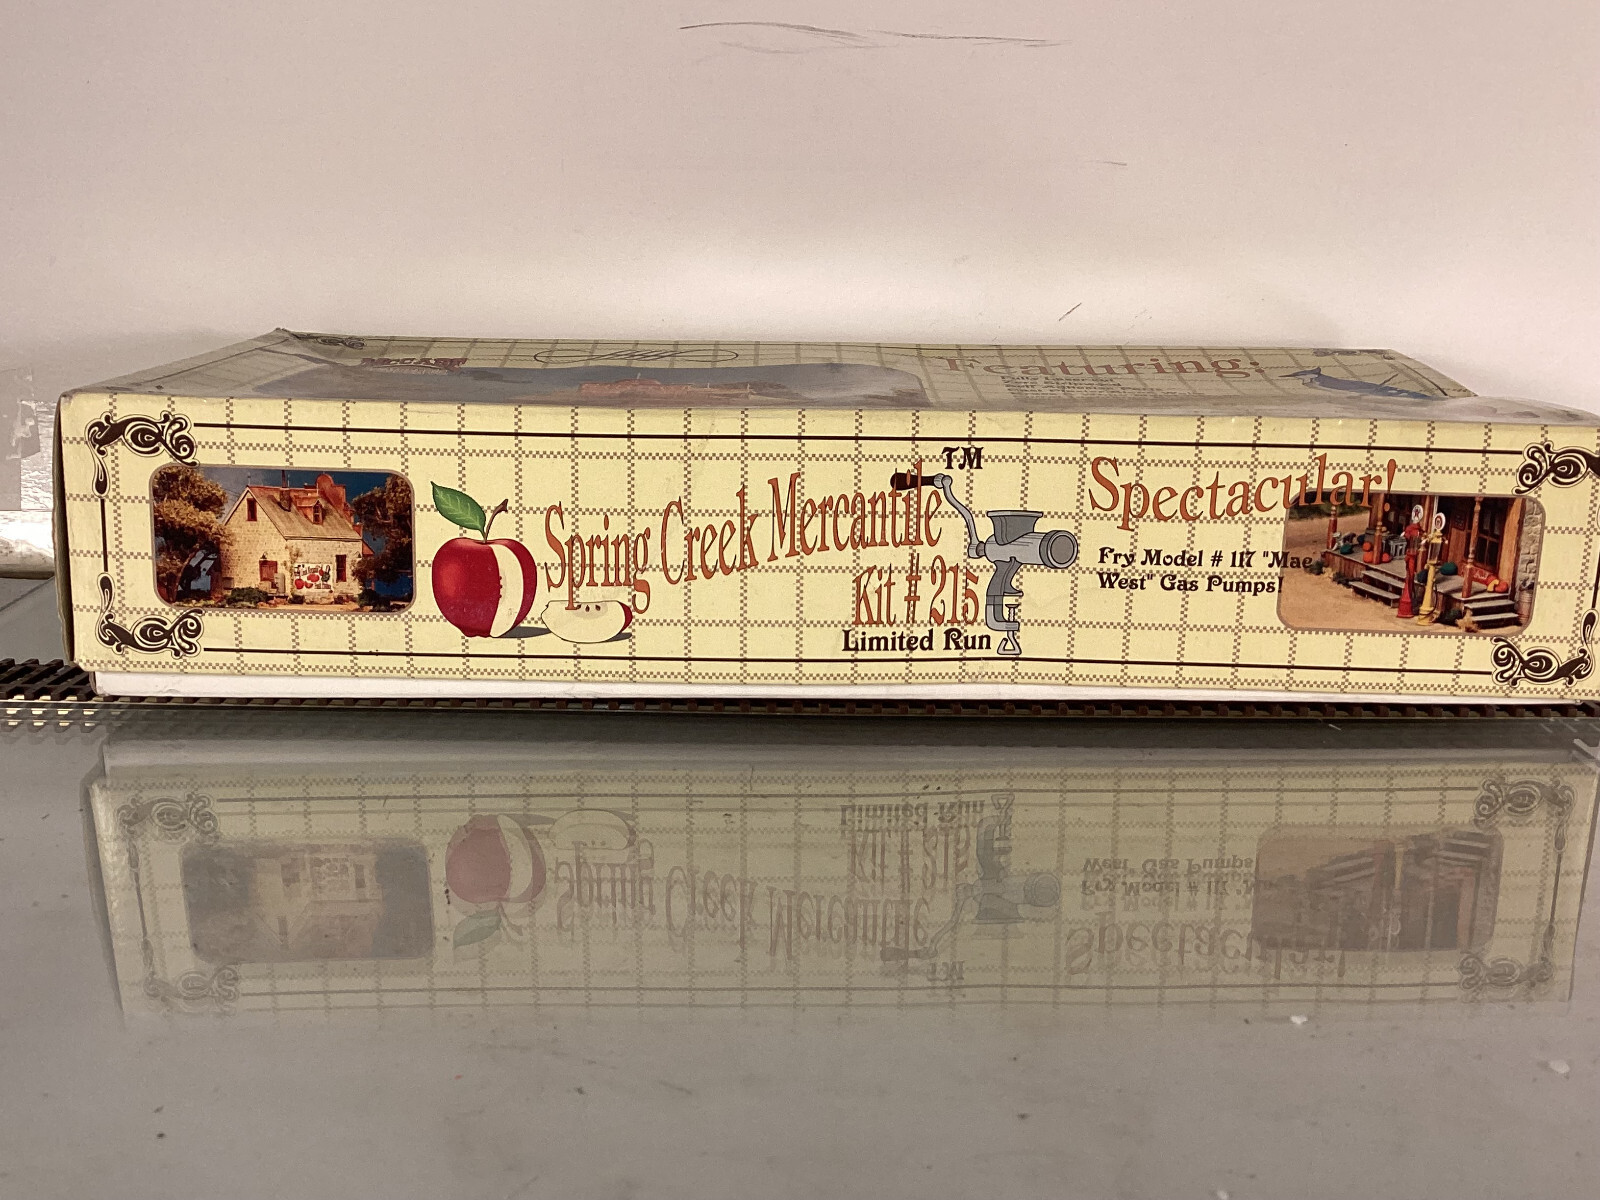 Featuring:
Spring Creek Mercantile
TM
Kit # 215
Limited Run
Spectacular!
Fry Model # 117 "Mae
West" Gas Pumps!